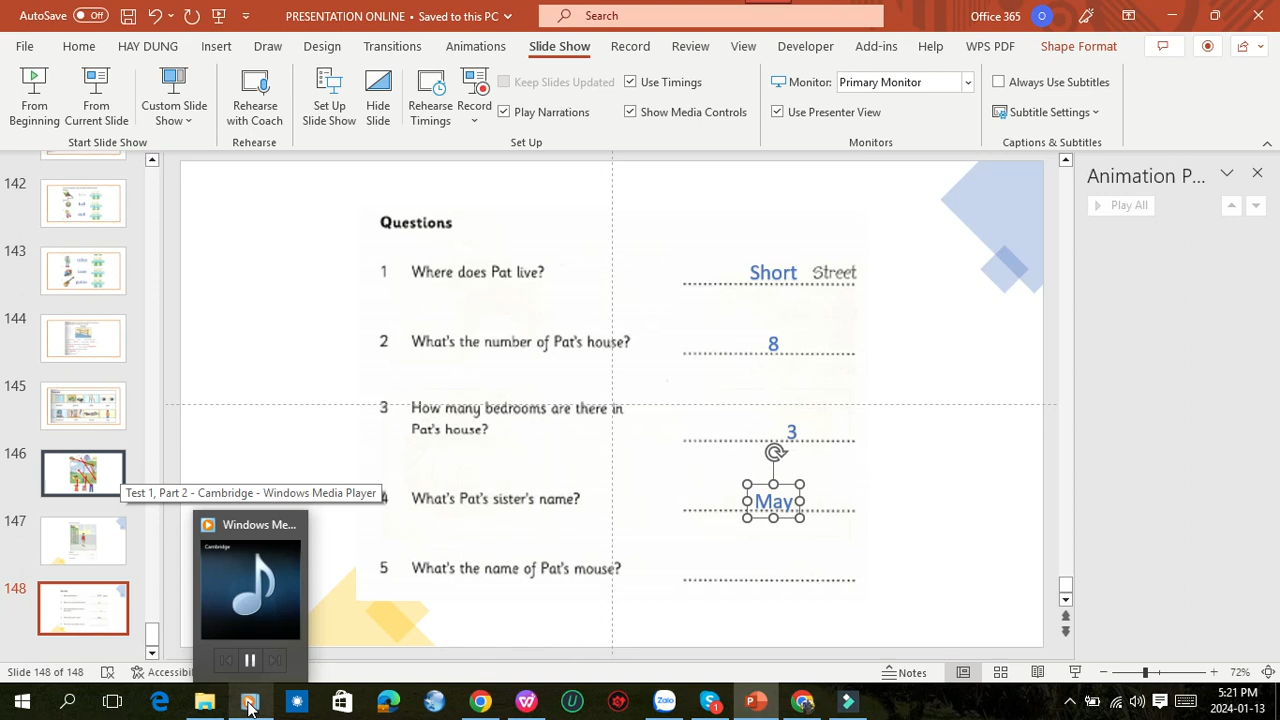 AutoSave Off PRESENTATION ONLINE - Saved to this PC Search Office 365
File Home HAY DUNG Insert Draw Design Transitions Animations Slide Show Record Review View Developer Add-ins Help WPS PDF Shape Format
From Beginning
From Current Slide
Custom Slide Show
Rehearse with Coach
Set Up Slide Show
Hide Slide
Rehearse Timings
Record
Keep Slides Updated
Use Timings
Play Narrations
Show Media Controls
Monitor: Primary Monitor
Use Presenter View
Always Use Subtitles
Subtitle Settings
Start Slide Show Rehearse Set Up Monitors Captions & Subtitles
142
143
144
145
146
147
148
Animation P...
Play All
Questions
1 Where does Pat live? Short Street
2 What's the number of Pat's house? 8
3 How many bedrooms are there in
Pat's house? 3
4 What's Pat's sister's name? May
5 What's the name of Pat's mouse?
Test 1, Part 2 - Cambridge - Windows Media Player
Windows Me...
Cambridge
Slide 148 of 148 Accessibi Notes 72%
5:21 PM
2024-01-13